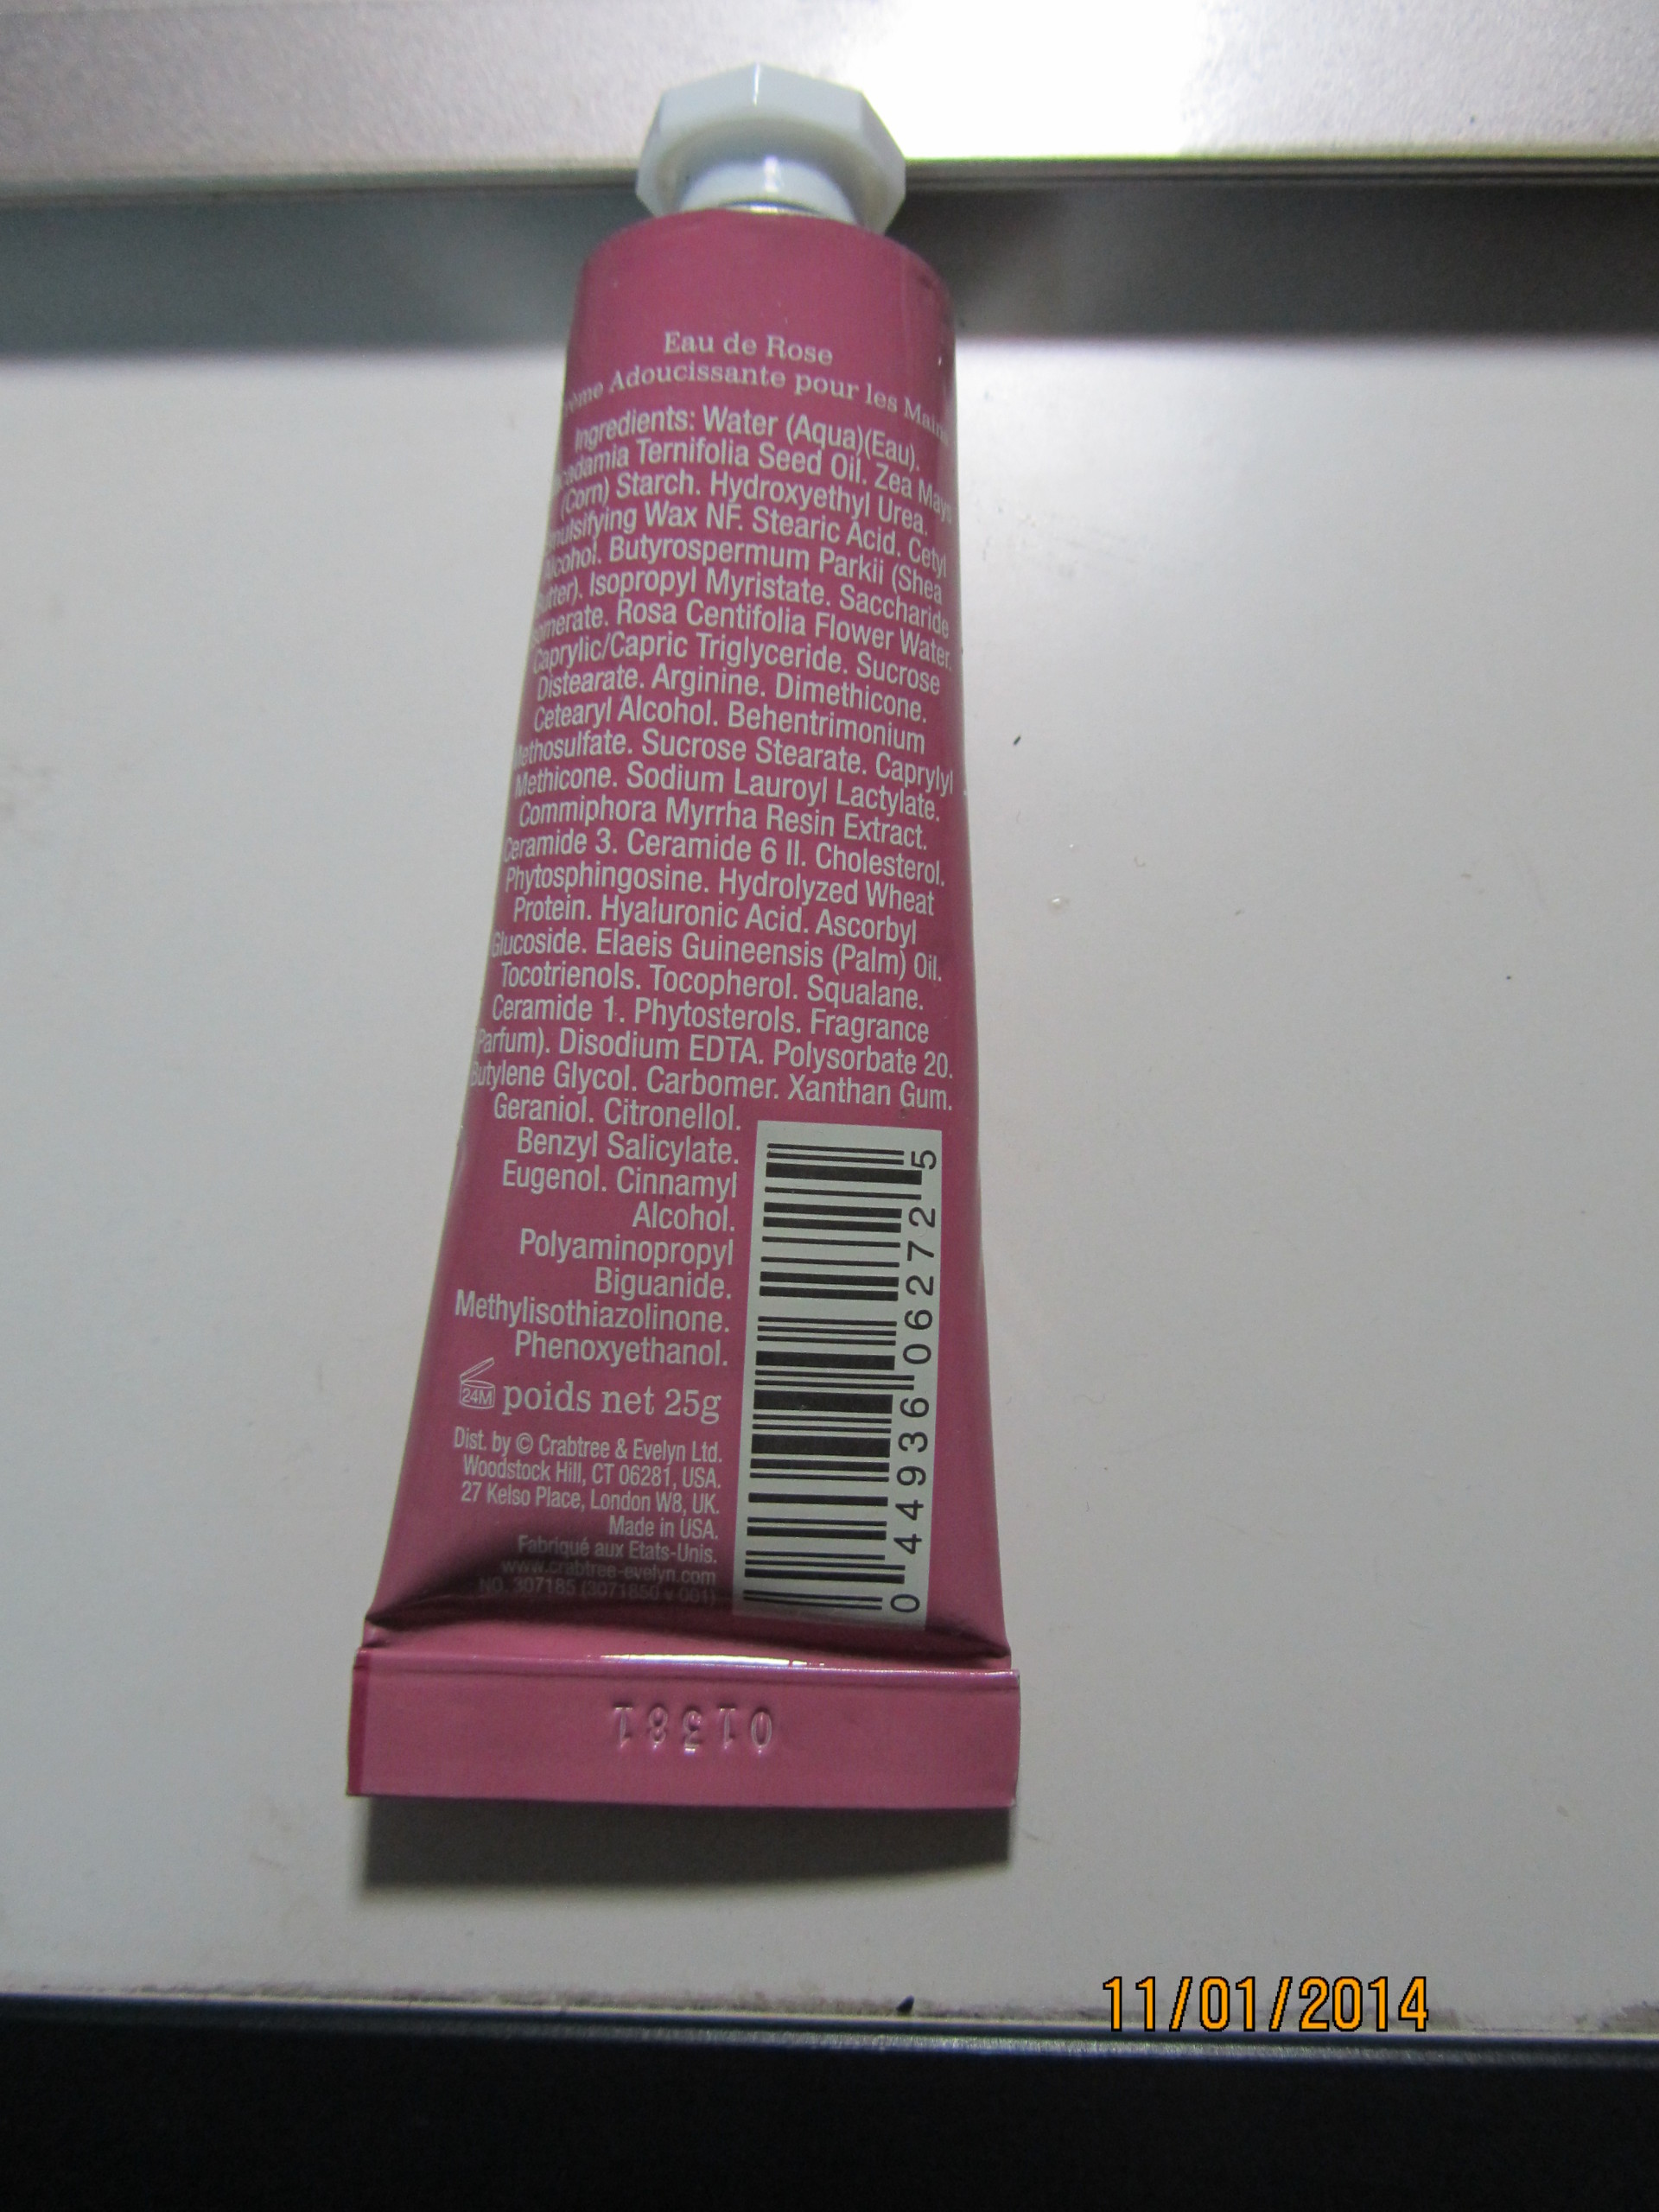 Eau de Rose
Adoucissante pour les
Ingredients: Water (Aqua)(Eau).
Ternifolia Seed Oil. Zea Mays
(Corn) Starch. Hydroxyethyl Urea.
Wax NF. Stearic Acid. Cetyl
Alcohol. Butyrospermum Parkii (Shea
Butter). Isopropyl Myristate. Saccharide
Rosa Centifolia Flower Water.
Caprylic/Capric Triglyceride. Sucrose
Distearate. Arginine. Dimethicone.
Cetearyl Alcohol. Behentrimonium
Methosulfate. Sucrose Stearate. Caprylyl
Methicone. Sodium Lauroyl Lactylate.
Commiphora Myrrha Resin Extract.
Ceramide 3. Ceramide 6 II. Cholesterol.
Phytosphingosine. Hydrolyzed Wheat
Protein. Hyaluronic Acid. Ascorbyl
Glucoside. Elaeis Guineensis (Palm) Oil.
Tocotrienols. Tocopherol. Squalane.
Ceramide 1. Phytosterols. Fragrance
(Parfum). Disodium EDTA. Polysorbate 20.
Butylene Glycol. Carbomer. Xanthan Gum.
Geraniol. Citronellol.
Benzyl Salicylate.
Eugenol. Cinnamyl
Alcohol.
Polyaminopropyl
Biguanide.
Methylisothiazolinone.
Phenoxyethanol.
24M poids net 25g
Dist. by © Crabtree & Evelyn Ltd.
Woodstock Hill, CT 06281, USA.
27 Kelso Place, London W8, UK.
Made in USA.
Fabriqué aux Etats-Unis.
www.crabtree-evelyn.com
NO. 307185 (3071850 v 001)
0 44936 06272 5
01381
11/01/2014